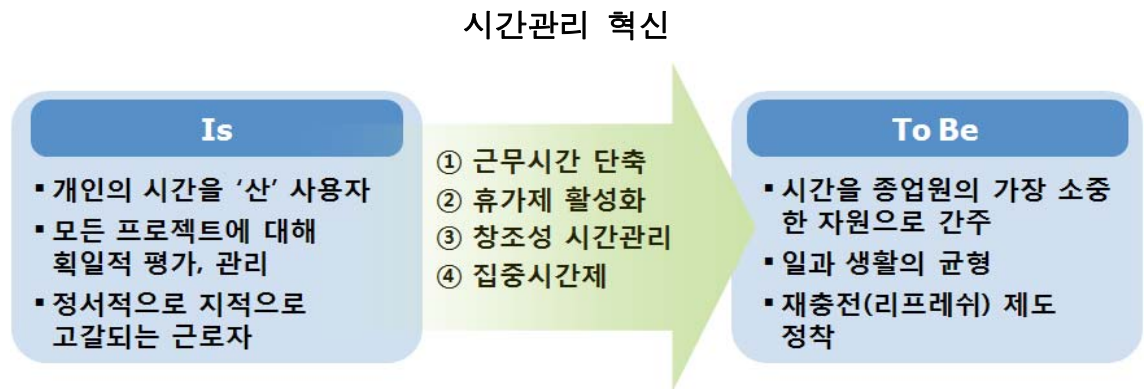 시간관리 혁신
Is
▪ 개인의 시간을 ‘산’ 사용자
▪ 모든 프로젝트에 대해
획일적 평가, 관리
▪ 정서적으로 지적으로
고갈되는 근로자
① 근무시간 단축
② 휴가제 활성화
③ 창조성 시간관리
④ 집중시간제
To Be
▪ 시간을 종업원의 가장 소중
한 자원으로 간주
▪ 일과 생활의 균형
▪ 재충전(리프레쉬) 제도
정착